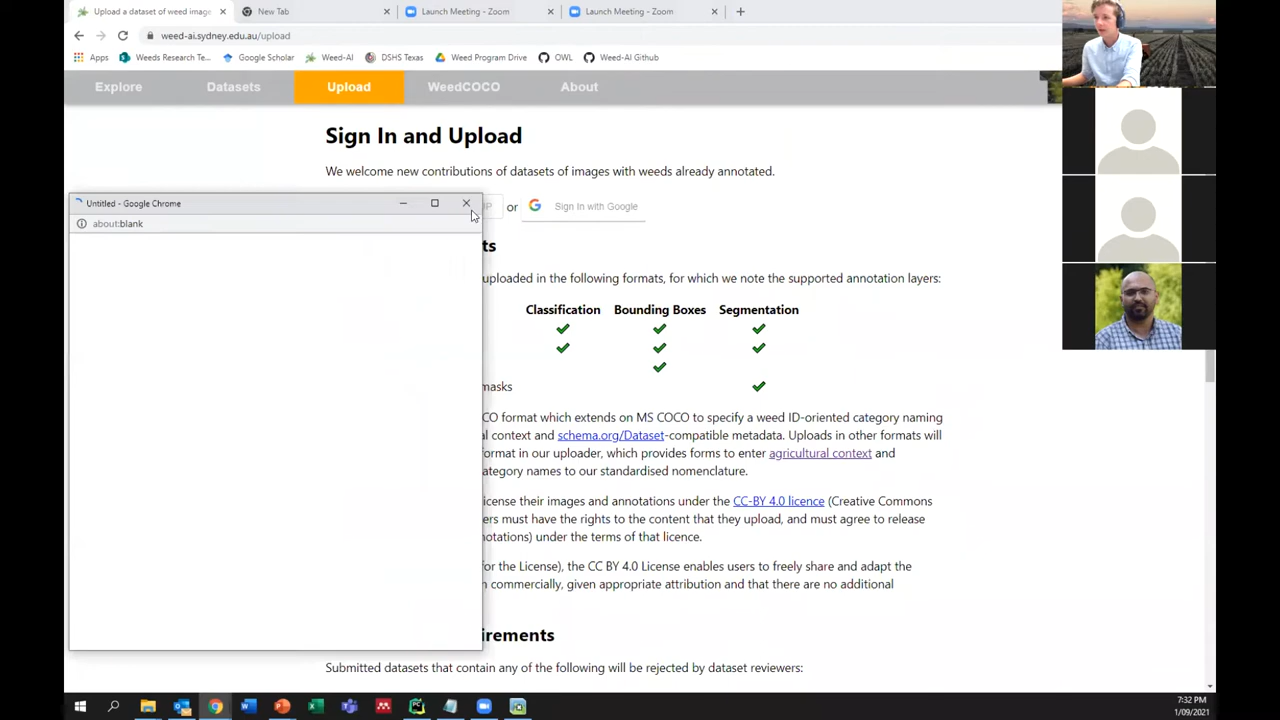 Upload a dataset of weed image
New Tab
Launch Meeting - Zoom
Launch Meeting - Zoom
weed-ai.sydney.edu.au/upload
Apps
Weeds Research Te...
Google Scholar
Weed-AI
DSHS Texas
Weed Program Drive
OWL
Weed-AI Github
Explore
Datasets
Upload
WeedCOCO
About
Sign In and Upload
We welcome new contributions of datasets of images with weeds already annotated.
Untitled - Google Chrome
about:blank
UP or Sign In with Google
ts
uploaded in the following formats, for which we note the supported annotation layers:
Classification Bounding Boxes Segmentation
masks
CO format which extends on MS COCO to specify a weed ID-oriented category naming
al context and schema.org/Dataset-compatible metadata. Uploads in other formats will
format in our uploader, which provides forms to enter agricultural context and
ategory names to our standardised nomenclature.
icense their images and annotations under the CC-BY 4.0 licence (Creative Commons
ers must have the rights to the content that they upload, and must agree to release
notations) under the terms of that licence.
for the License), the CC BY 4.0 License enables users to freely share and adapt the
n commercially, given appropriate attribution and that there are no additional
irements
Submitted datasets that contain any of the following will be rejected by dataset reviewers:
7:32 PM
1/09/2021